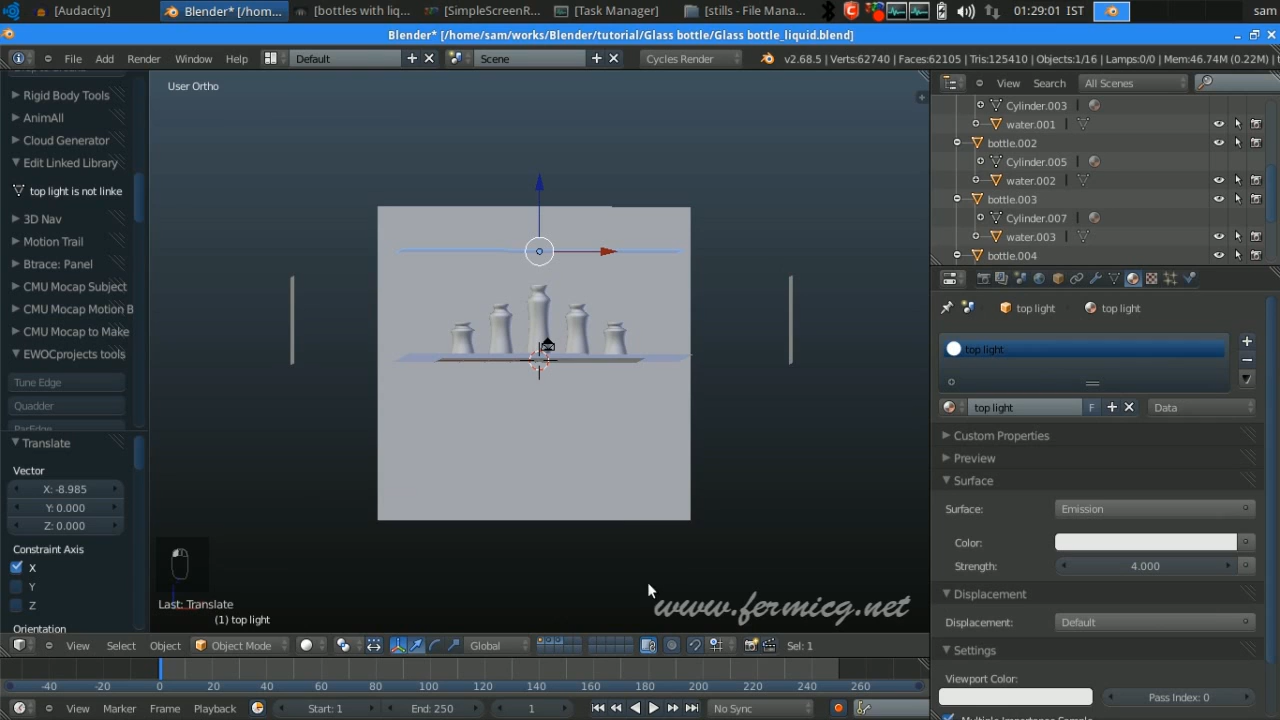 [Audacity]
Blender* [/hom...
[bottles with liq...
[SimpleScreenR...
[Task Manager]
[stills - File Mana...
01:29:01 IST
sam
Blender* [/home/sam/works/Blender/tutorial/Glass bottle/Glass bottle_liquid.blend]
File Add Render Window Help
Default
Scene
Cycles Render
v2.68.5 | Verts:62740 | Faces:62105 | Tris:125410 | Objects:1/16 | Lamps:0/0 | Mem:46.74M (0.22M) |
User Ortho
View Search All Scenes
Rigid Body Tools
AnimAll
Cloud Generator
Edit Linked Library
top light is not linke
3D Nav
Motion Trail
Btrace: Panel
CMU Mocap Subject
CMU Mocap Motion B
CMU Mocap to Make
EWOCprojects tools
Tune Edge
Quadder
Translate
Vector
X: -8.985
Y: 0.000
Z: 0.000
Constraint Axis
X
Y
Z
Orientation
Last: Translate
(1) top light
www.fermicg.net
Cylinder.003
water.001
bottle.002
Cylinder.005
water.002
bottle.003
Cylinder.007
water.003
bottle.004
top light top light
top light
top light F Data
Custom Properties
Preview
Surface
Surface: Emission
Color:
Strength: 4.000
Displacement
Displacement: Default
Settings
Viewport Color:
Pass Index: 0
View Select Object Object Mode Global Sel: 1
-40 -20 0 20 40 60 80 100 120 140 160 180 200 220 240 260
View Marker Frame Playback Start: 1 End: 250 1 No Sync